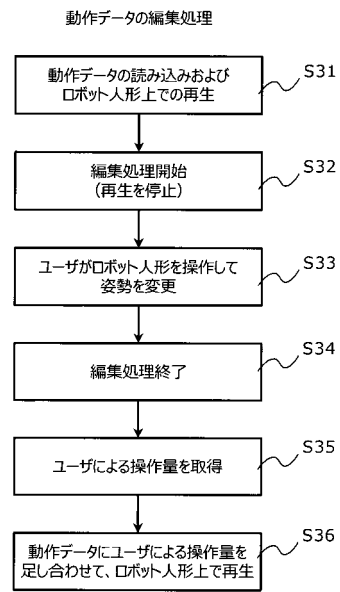 動作データの編集処理
動作データの読み込みおよび
ロボット人形上での再生
S31
編集処理開始
(再生を停止)
S32
ユーザがロボット人形を操作して
姿勢を変更
S33
編集処理終了
S34
ユーザによる操作量を取得
S35
動作データにユーザによる操作量を
足し合わせて、ロボット人形上で再生
S36